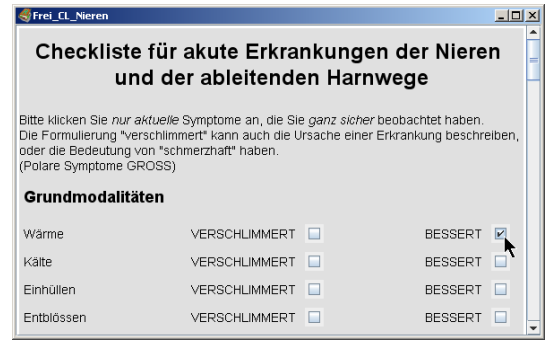 Frei_CL_Nieren
Checkliste für akute Erkrankungen der Nieren
und der ableitenden Harnwege
Bitte klicken Sie nur aktuelle Symptome an, die Sie ganz sicher beobachtet haben.
Die Formulierung "verschlimmert" kann auch die Ursache einer Erkrankung beschreiben,
oder die Bedeutung von "schmerzhaft" haben.
(Polare Symptome GROSS)
Grundmodalitäten
Wärme VERSCHLIMMERT BESSERT
Kälte VERSCHLIMMERT BESSERT
Einhüllen VERSCHLIMMERT BESSERT
Entblössen VERSCHLIMMERT BESSERT